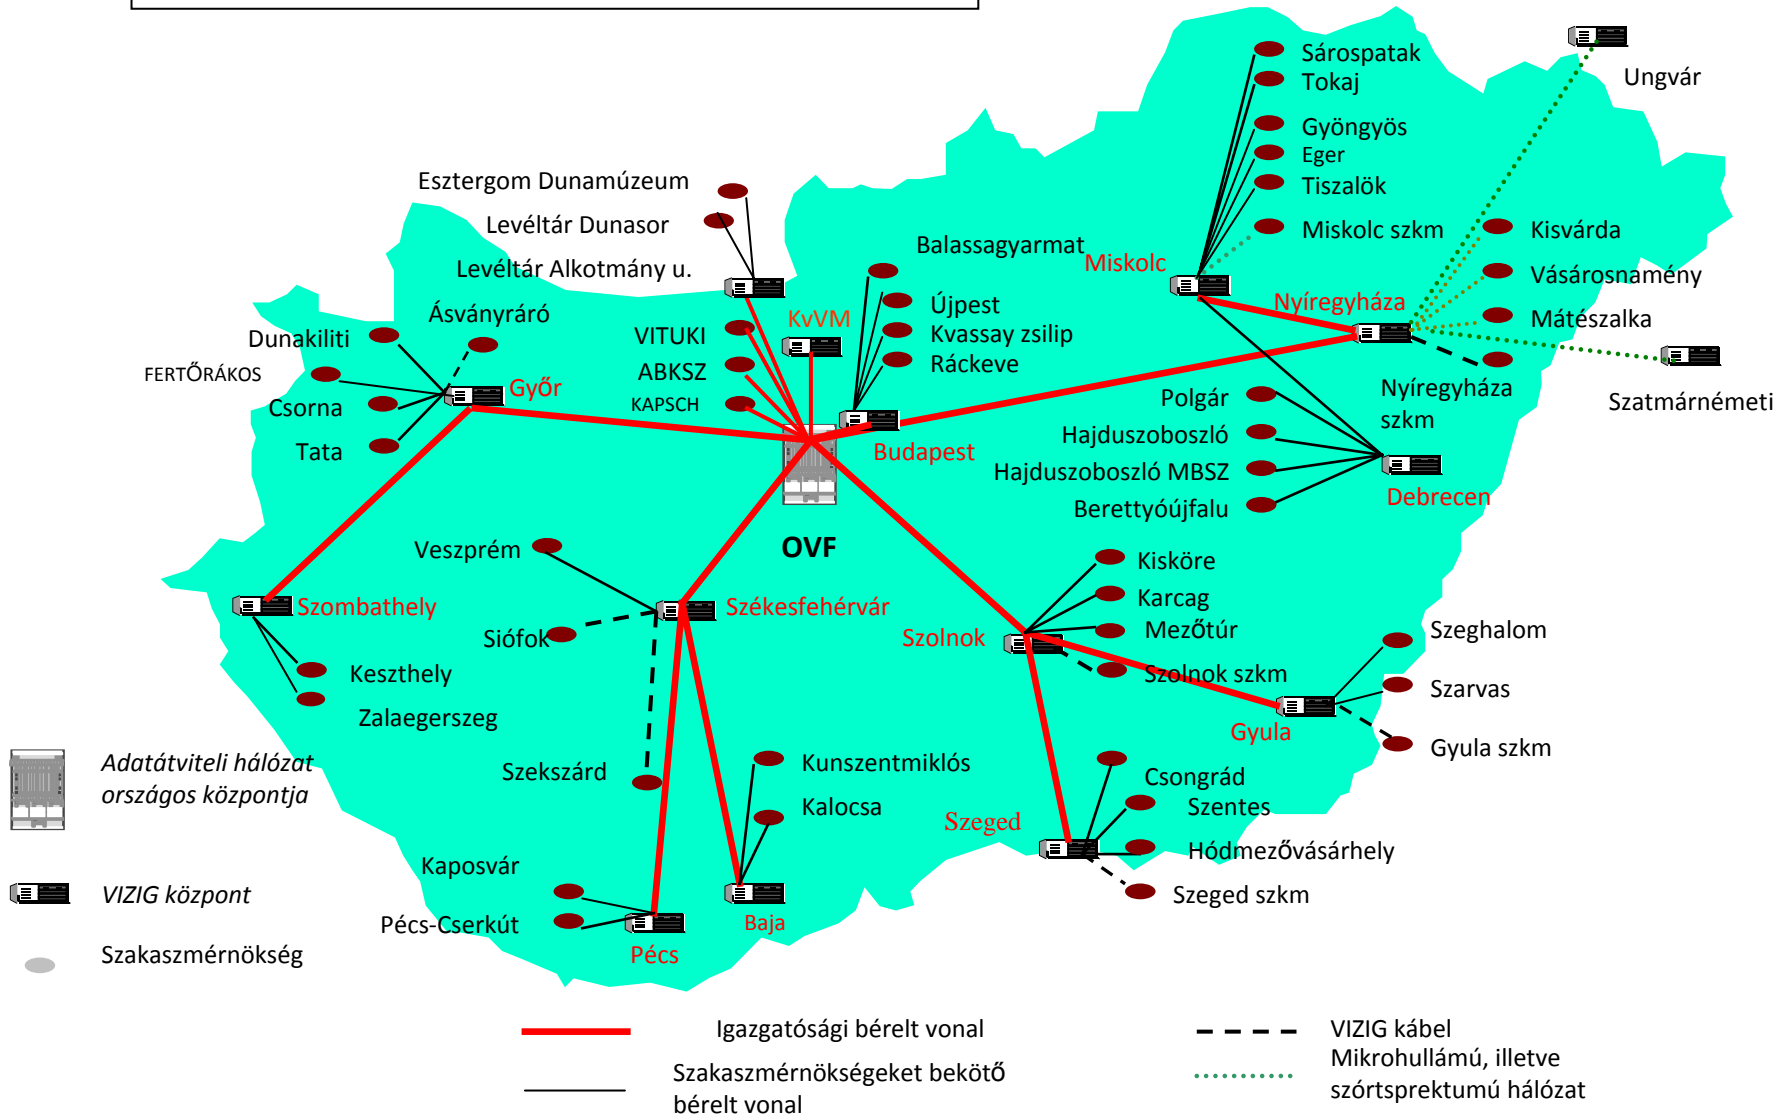 Sárospatak
Tokaj
Ungvár
Gyöngyös
Eger
Esztergom Dunamúzeum
Tiszalök
Levéltár Dunasor
Miskolc szkm
Kisvárda
Balassagyarmat
Miskolc
Levéltár Alkotmány u.
Vásárosnamény
Nyíregyháza
Ásványráró
Újpest
KvVM
Mátészalka
Dunakiliti
VITUKI
Kvassay zsilip
FERTŐRÁKOS
Győr
ABKSZ
Ráckeve
Nyíregyháza
szkm
Szatmárnémeti
Csorna
KAPSCH
Polgár
Tata
Budapest
Hajduszoboszló
Hajduszoboszló MBSZ
Debrecen
Berettyóújfalu
Veszprém
OVF
Kisköre
Karcag
Szombathely
Székesfehérvár
Mezőtúr
Szeghalom
Siófok
Szolnok
Szolnok szkm
Keszthely
Szarvas
Zalaegerszeg
Gyula
Gyula szkm
Adatátviteli hálózat
országos központja
Szekszárd
Kunszentmiklós
Csongrád
Kalocsa
Szentes
Szeged
Hódmezővásárhely
Kaposvár
VIZIG központ
Szeged szkm
Pécs-Cserkút
Baja
Szakaszmérnökség
Pécs
Igazgatósági bérelt vonal
VIZIG kábel
Szakaszmérnökségeket bekötő
bérelt vonal
Mikrohullámú, illetve
szórtsprektumú hálózat